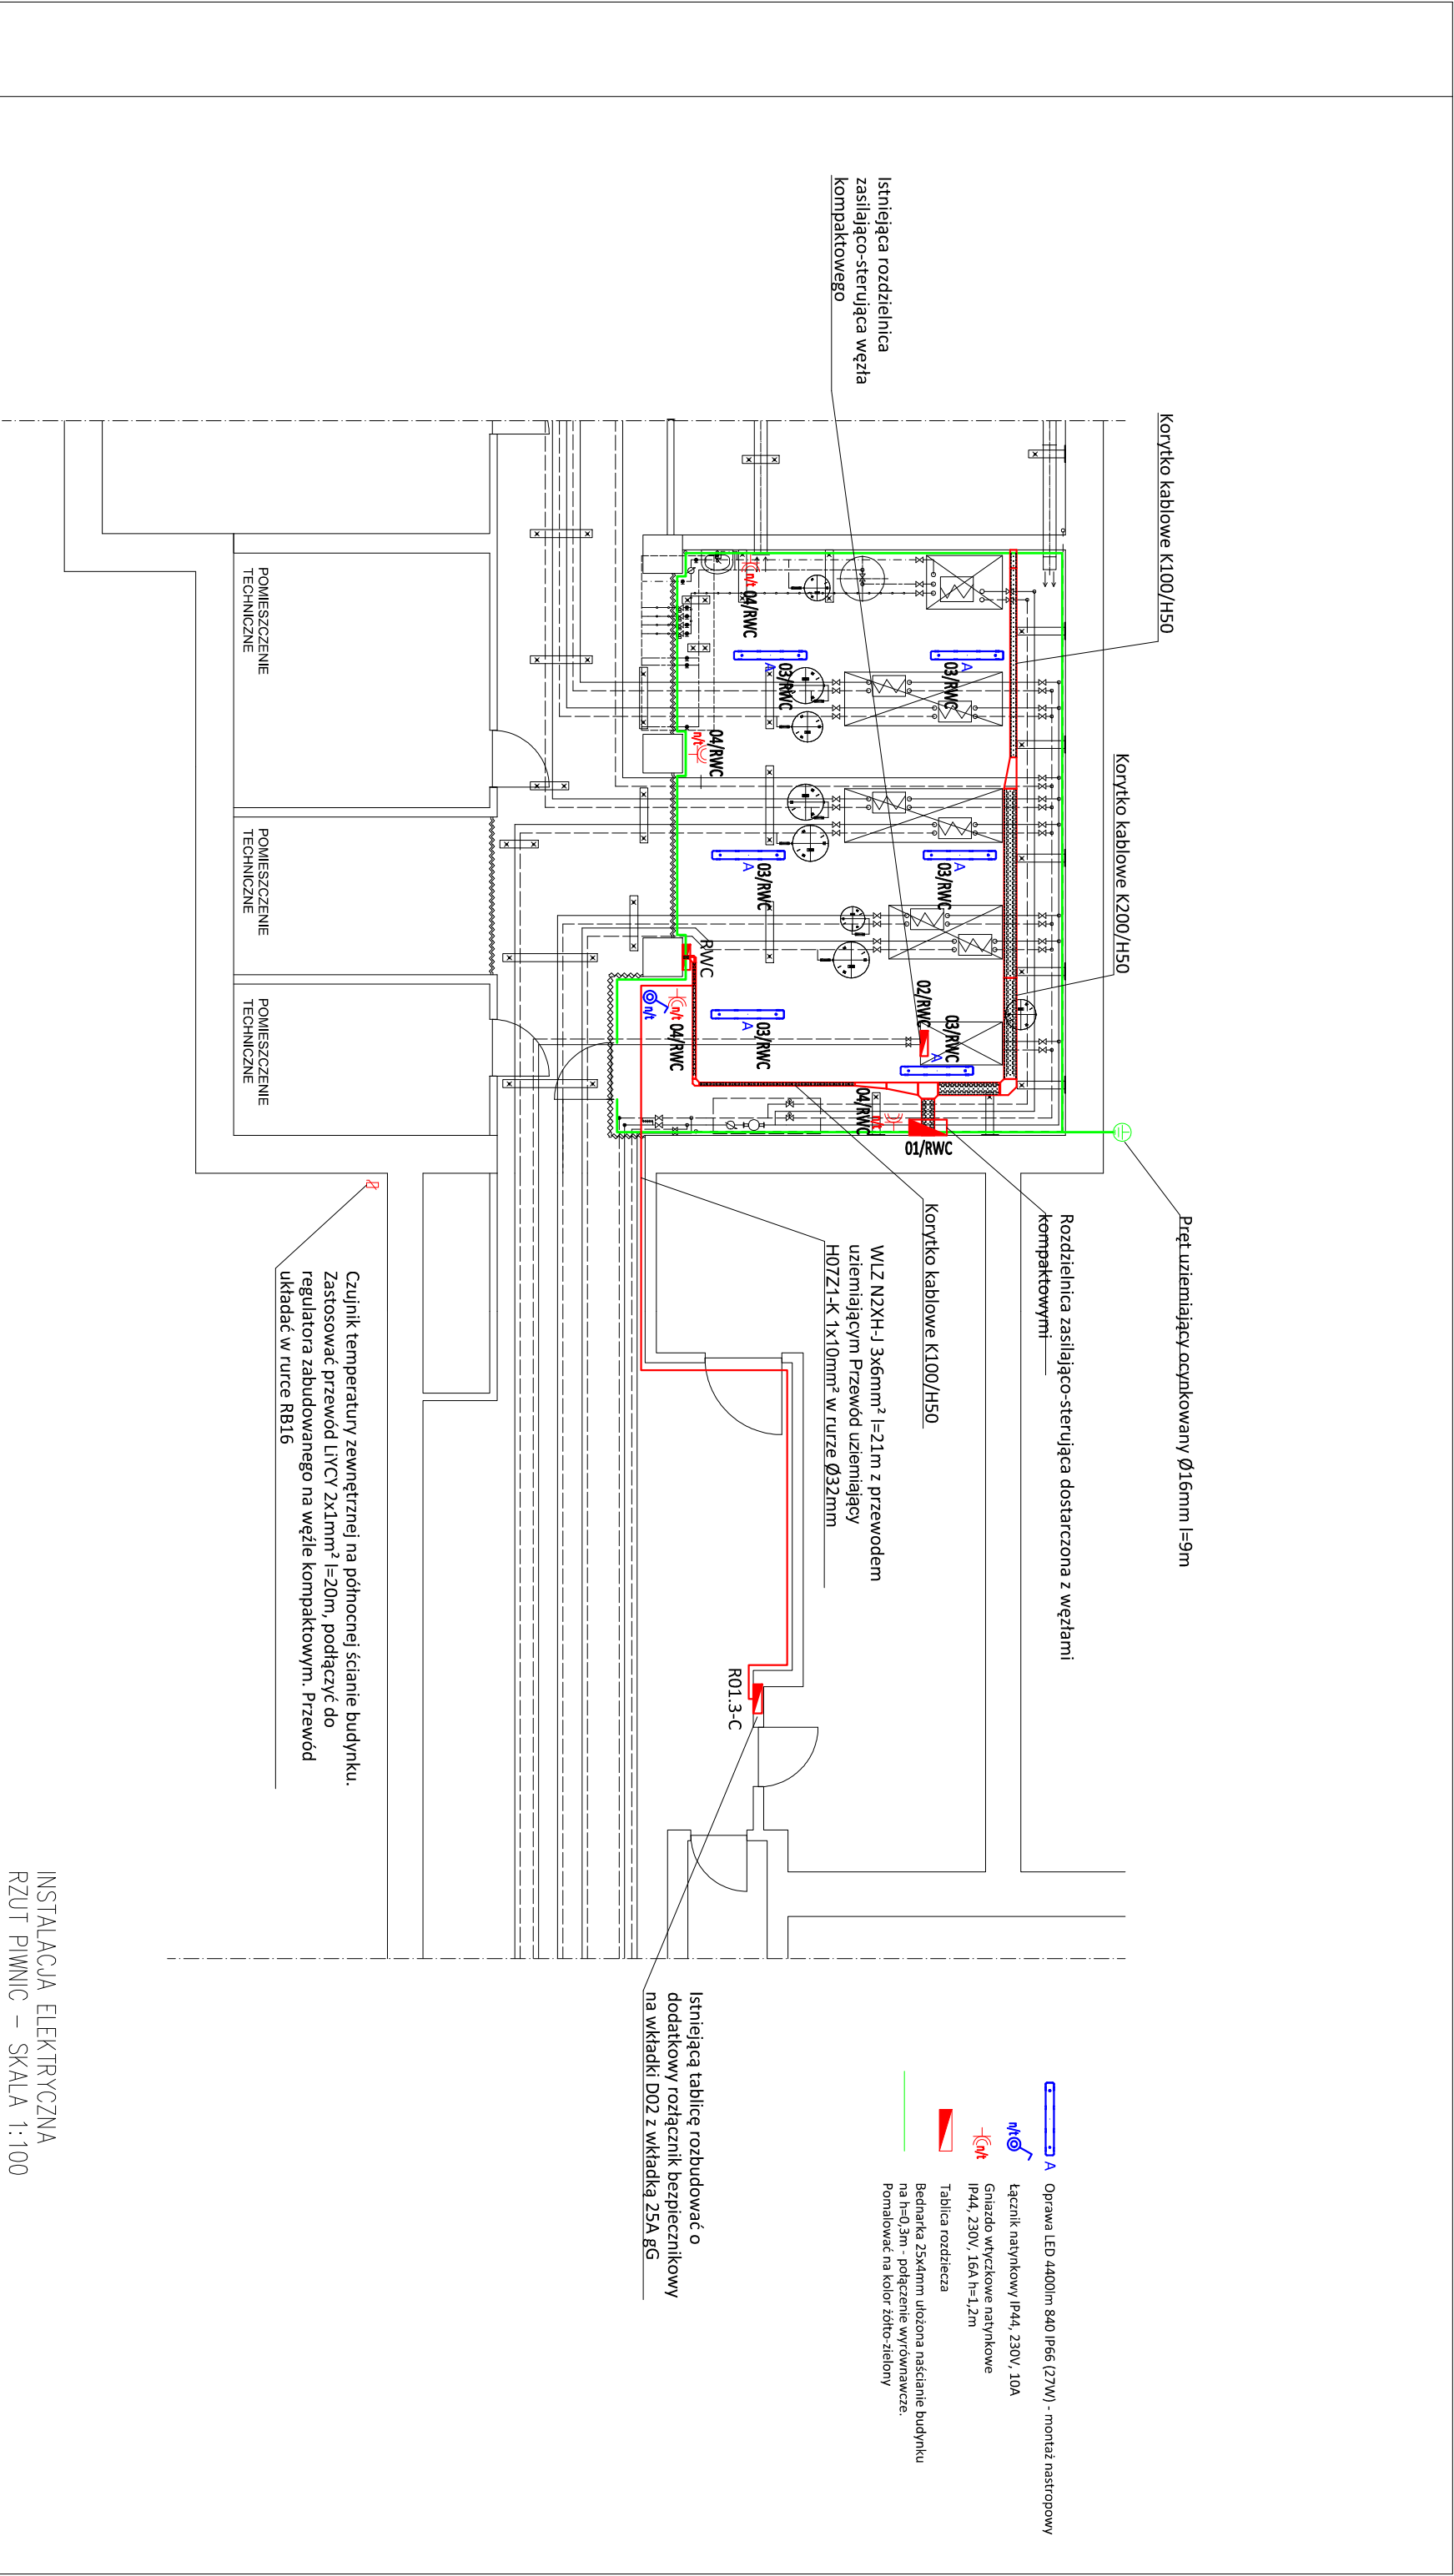 Korytko kablowe K100/H50
Korytko kablowe K200/H50
Pręt uziemiający ocynkowany Ø16mm l=9m
Istniejąca rozdzielnica
zasilająco-sterująca węzła
kompaktowego
Rozdzielnica zasilająco-sterująca dostarczona z węzłami
kompaktowymi
Korytko kablowe K100/H50
WLZ N2XH-J 3x6mm² l=21m z przewodem
uziemiającym Przewód uziemiający
H07Z1-K 1x10mm² w rurze Ø32mm
03/RWC
A
03/RWC
A
03/RWC
A
03/RWC
A
03/RWC
A
03/RWC
A
02/RWC
01/RWC
04/RWC
n/t
04/RWC
n/t
04/RWC
n/t
04/RWC
n/t
n/t
RWC
R01.3-C
POMIESZCZENIE
TECHNICZNE
POMIESZCZENIE
TECHNICZNE
POMIESZCZENIE
TECHNICZNE
Czujnik temperatury zewnętrznej na północnej ścianie budynku.
Zastosować przewód LiYCY 2x1mm² l=20m, podłączyć do
regulatora zabudowanego na węźle kompaktowym. Przewód
układać w rurce RB16
Istniejącą tablicę rozbudować o
dodatkowy rozłącznik bezpiecznikowy
na wkładki D02 z wkładką 25A gG
A
Oprawa LED 4400lm 840 IP66 (27W) - montaż nastropowy
n/t
Łącznik natynkowy IP44, 230V, 10A
n/t
Gniazdo wtyczkowe natynkowe
IP44, 230V, 16A h=1,2m
Tablica rozdzielcza
Bednarka 25x4mm ułożona naścianie budynku
na h=0,3m - połączenie wyrównawcze.
Pomalować na kolor żółto-zielony
INSTALACJA ELEKTRYCZNA
RZUT PIWNIC - SKALA 1:100